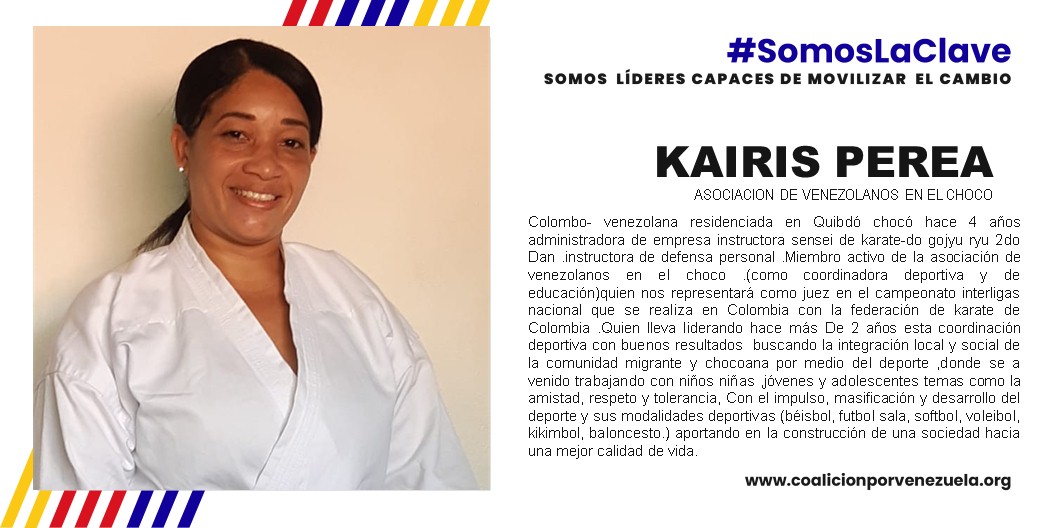 #SomosLaClave
SOMOS LÍDERES CAPACES DE MOVILIZAR EL CAMBIO
KAIRIS PEREA
ASOCIACION DE VENEZOLANOS EN EL CHOCO
Colombo- venezolana residenciada en Quibdó chocó hace 4 años
administradora de empresa instructora sensei de karate-do gojyu ryu 2do
Dan .instructora de defensa personal .Miembro activo de la asociación de
venezolanos en el choco .(como coordinadora deportiva y de
educación)quien nos representará como juez en el campeonato interligas
nacional que se realiza en Colombia con la federación de karate de
Colombia .Quien lleva liderando hace más De 2 años esta coordinación
deportiva con buenos resultados buscando la integración local y social de
la comunidad migrante y chocoana por medio del deporte ,donde se a
venido trabajando con niños niñas ,jóvenes y adolescentes temas como la
amistad, respeto y tolerancia, Con el impulso, masificación y desarrollo del
deporte y sus modalidades deportivas (béisbol, futbol sala, softbol, voleibol,
kikimbol, baloncesto.) aportando en la construcción de una sociedad hacia
una mejor calidad de vida.
www.coalicionporvenezuela.org